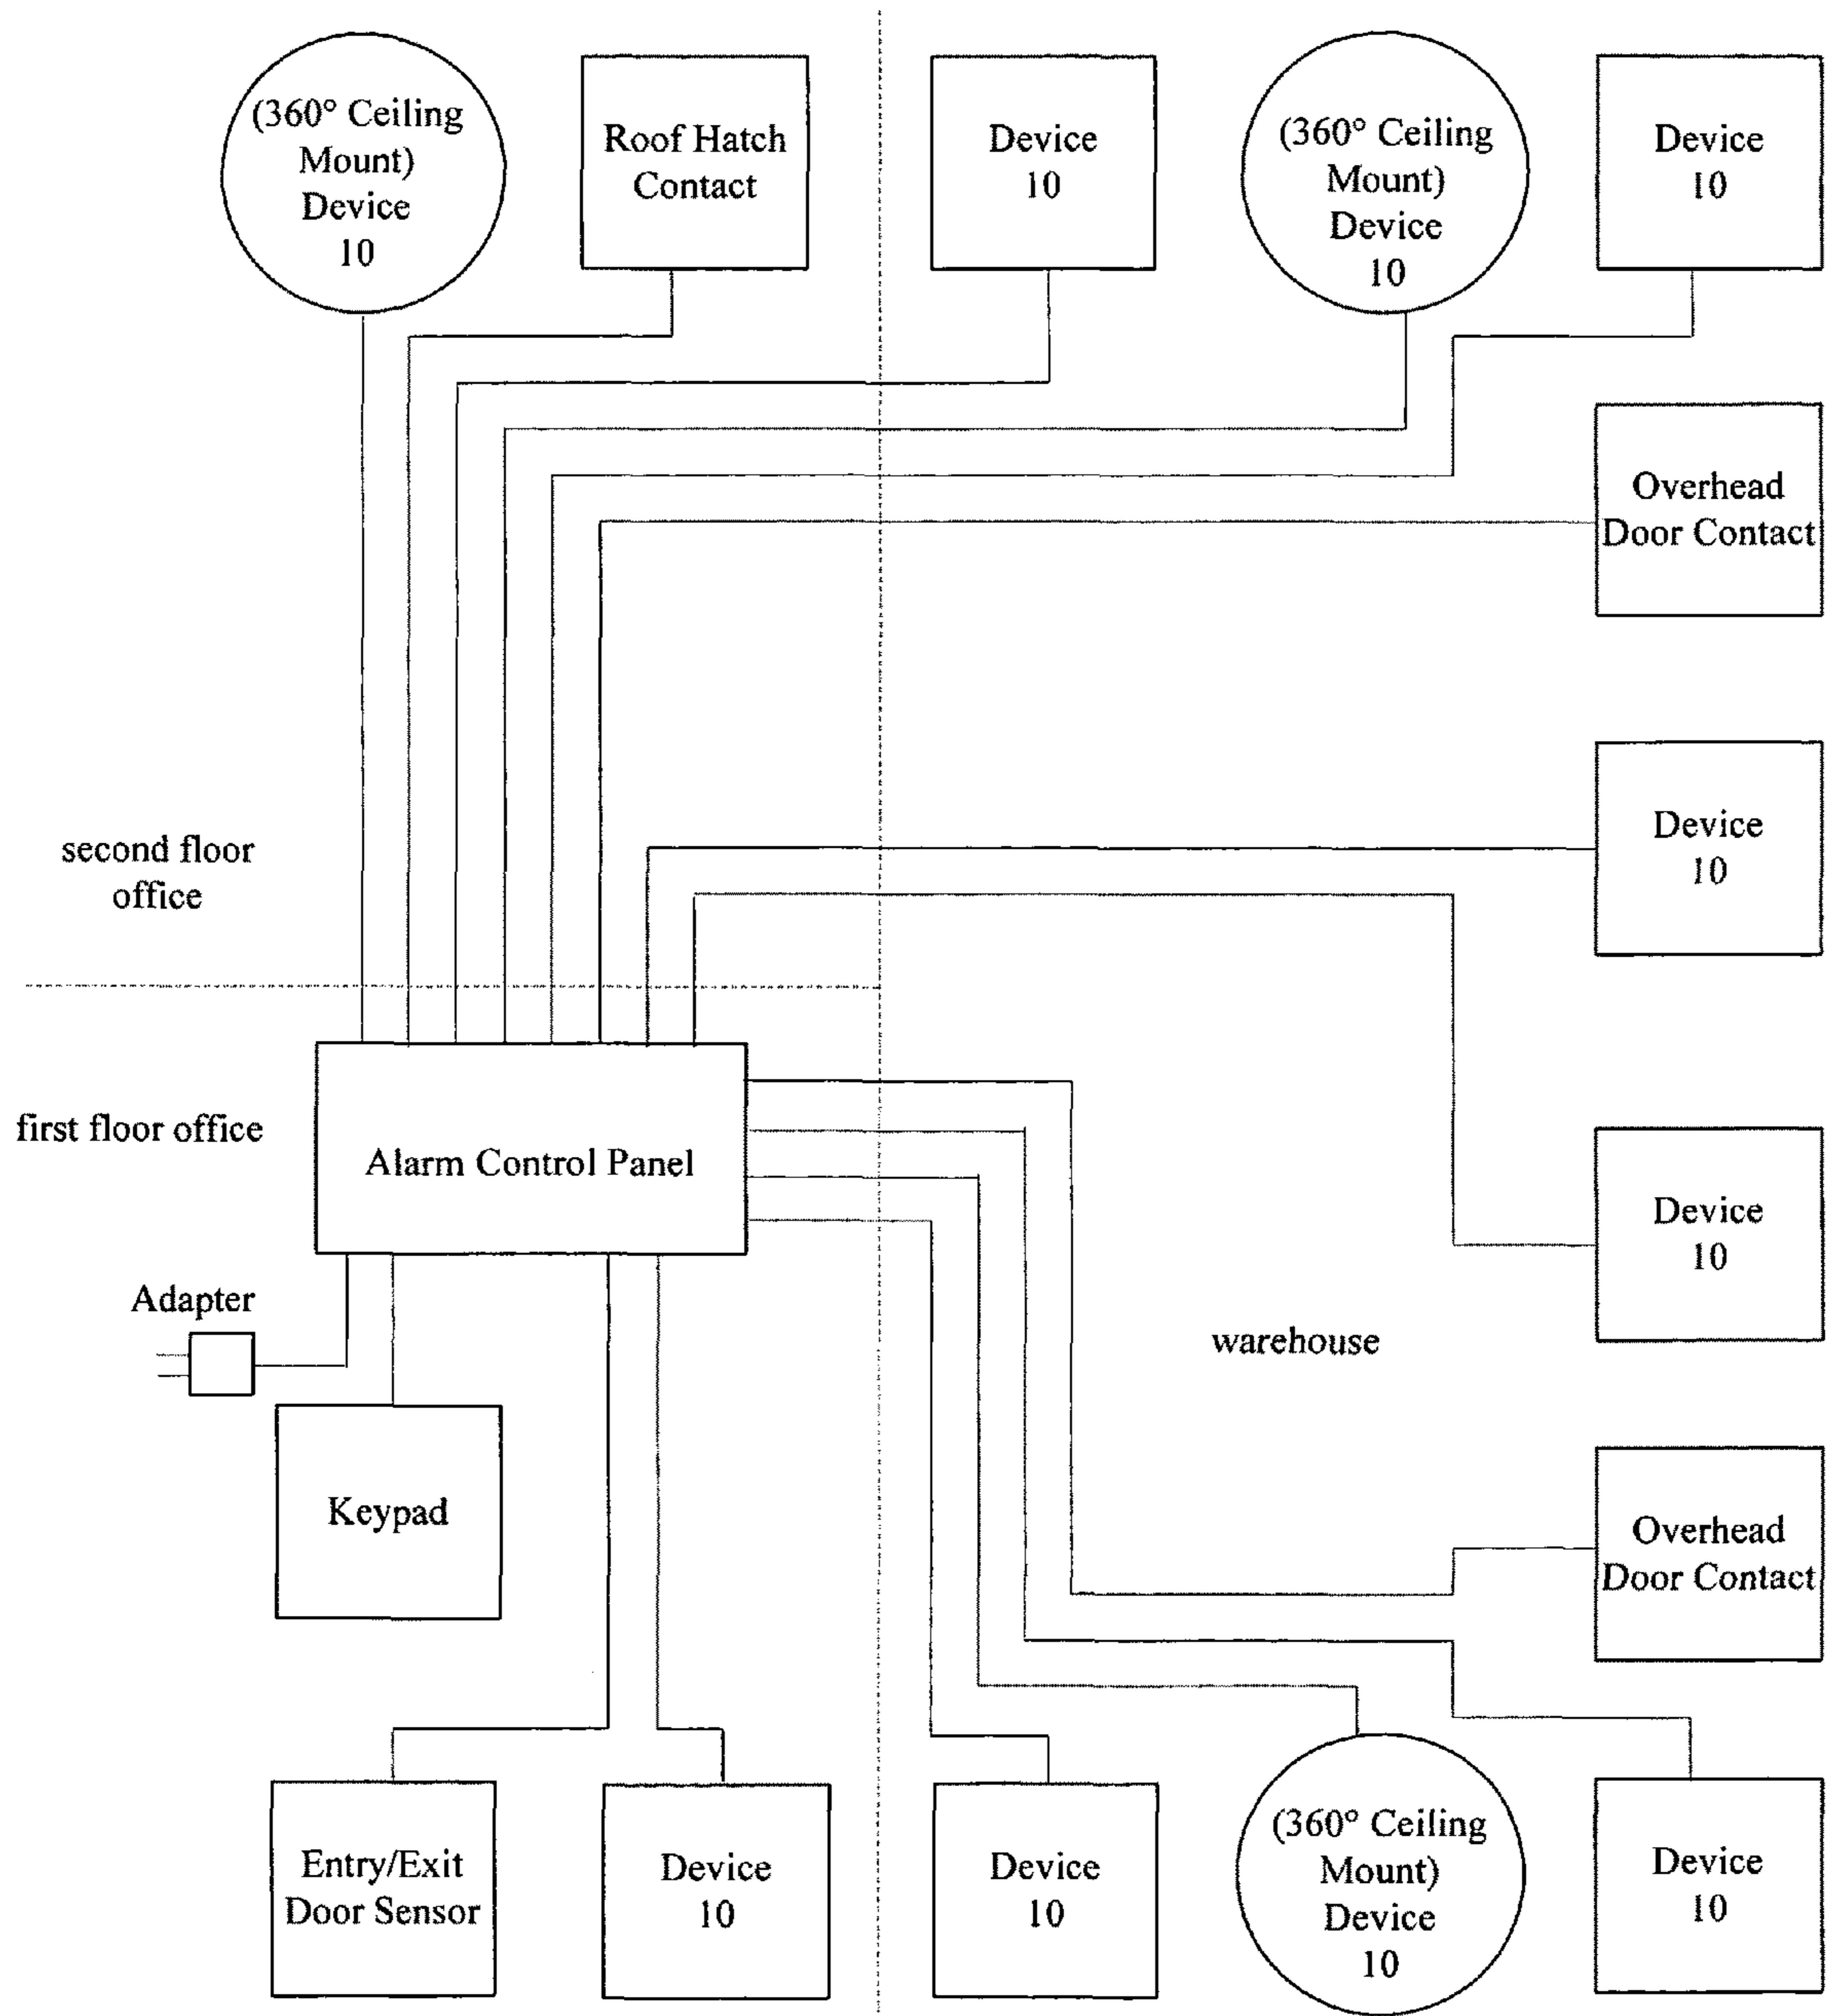 (360° Ceiling
Mount)
Device
10
Roof Hatch
Contact
Device
10
(360° Ceiling
Mount)
Device
10
Device
10
Overhead
Door Contact
second floor
office
Device
10
first floor office
Alarm Control Panel
Device
10
Adapter
warehouse
Keypad
Overhead
Door Contact
Entry/Exit
Door Sensor
Device
10
Device
10
(360° Ceiling
Mount)
Device
10
Device
10